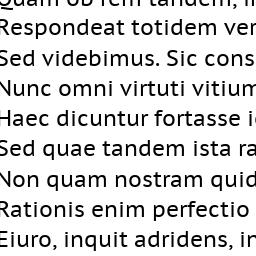 Quam ob rem tandem, i
Respondeat totidem ver
Sed videbimus. Sic cons
Nunc omni virtuti vitium
Haec dicuntur fortasse i
Sed quae tandem ista ra
Non quam nostram quid
Rationis enim perfectio
Eiuro, inquit adridens, in